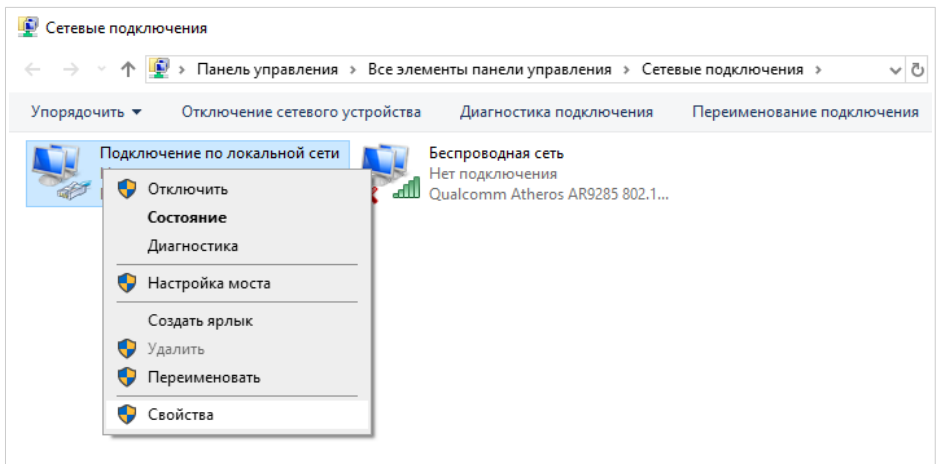 Сетевые подключения
Панель управления > Все элементы панели управления > Сетевые подключения >
Упорядочить Отключение сетевого устройства Диагностика подключения Переименование подключения
Подключение по локальной сети
Беспроводная сеть
Нет подключения
Qualcomm Atheros AR9285 802.1...
Отключить
Состояние
Диагностика
Настройка моста
Создать ярлык
Удалить
Переименовать
Свойства